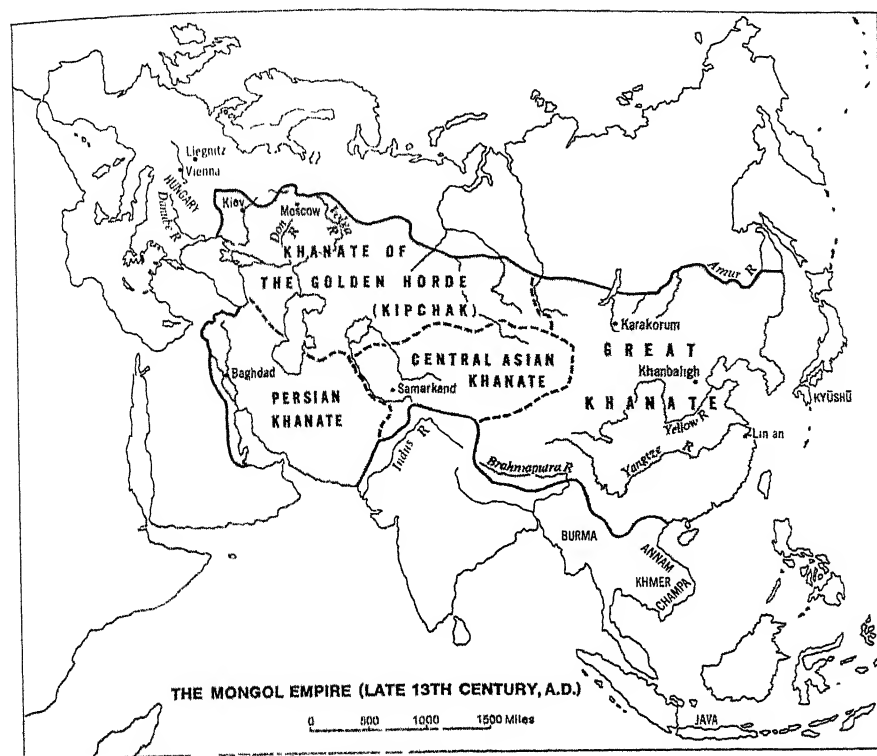 Liegnitz
Vienna
HUNGARY
Danube R
Kiev
Moscow
Don R
Volga R
KHANATE OF
THE GOLDEN HORDE
(KIPCHAK)
Amur R
Karakorum
GREAT
KHANATE
Khanbaligh
CENTRAL ASIAN
KHANATE
Samarkand
Baghdad
PERSIAN
KHANATE
Yellow R
KYŪSHŪ
Lin an
Yangtze R
Indus R
Brahmaputra R
BURMA
ANNAM
KHMER
CHAMPA
THE MONGOL EMPIRE (LATE 13TH CENTURY, A.D.)
0 500 1000 1500 Miles
JAVA